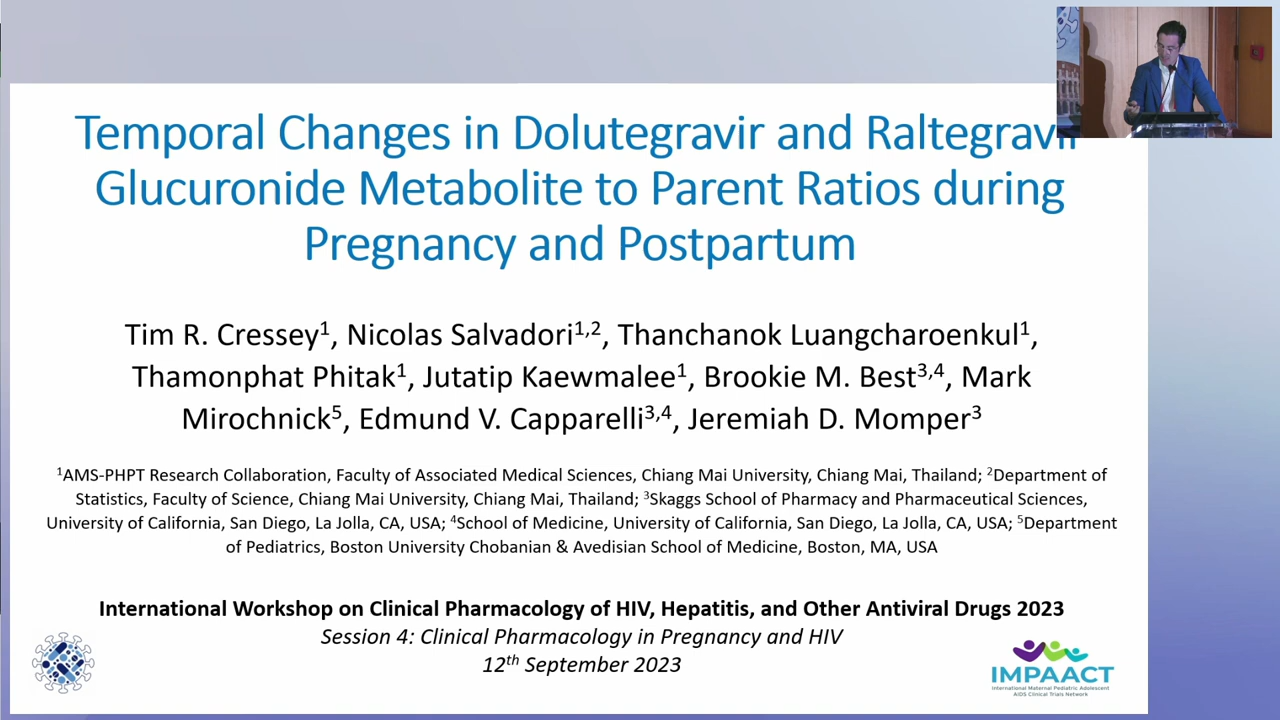 Temporal Changes in Dolutegravir and Raltegravir
Glucuronide Metabolite to Parent Ratios during
Pregnancy and Postpartum
Tim R. Cressey1, Nicolas Salvadori1,2, Thanchanok Luangcharoenkul1,
Thamonphat Phitak1, Jutatip Kaewmalee1, Brookie M. Best3,4, Mark
Mirochnick5, Edmund V. Capparelli3,4, Jeremiah D. Momper3
1AMS-PHPT Research Collaboration, Faculty of Associated Medical Sciences, Chiang Mai University, Chiang Mai, Thailand; 2Department of
Statistics, Faculty of Science, Chiang Mai University, Chiang Mai, Thailand; 3Skaggs School of Pharmacy and Pharmaceutical Sciences,
University of California, San Diego, La Jolla, CA, USA; 4School of Medicine, University of California, San Diego, La Jolla, CA, USA; 5Department
of Pediatrics, Boston University Chobanian & Avedisian School of Medicine, Boston, MA, USA
International Workshop on Clinical Pharmacology of HIV, Hepatitis, and Other Antiviral Drugs 2023
Session 4: Clinical Pharmacology in Pregnancy and HIV
12th September 2023
IMPAACT
International Maternal Pediatric Adolescent
AIDS Clinical Trials Network